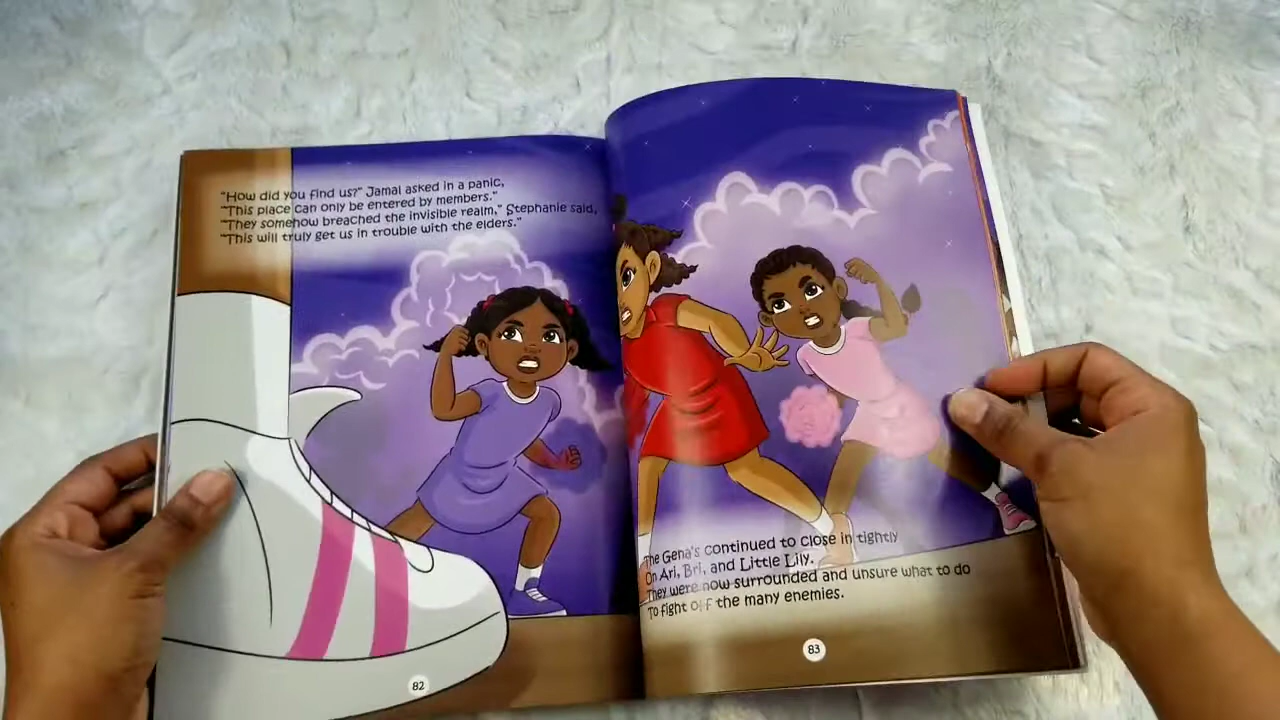 "How did you find us?" Jamal asked in a panic,
"This place can only be entered by members."
"They somehow breached the invisible realm," Stephanie said,
"This will truly get us in trouble with the elders."
82
The Gena's continued to close in tightly
On Ari, Bri, and Little Lily.
They were now surrounded and unsure what to do
To fight off the many enemies.
83